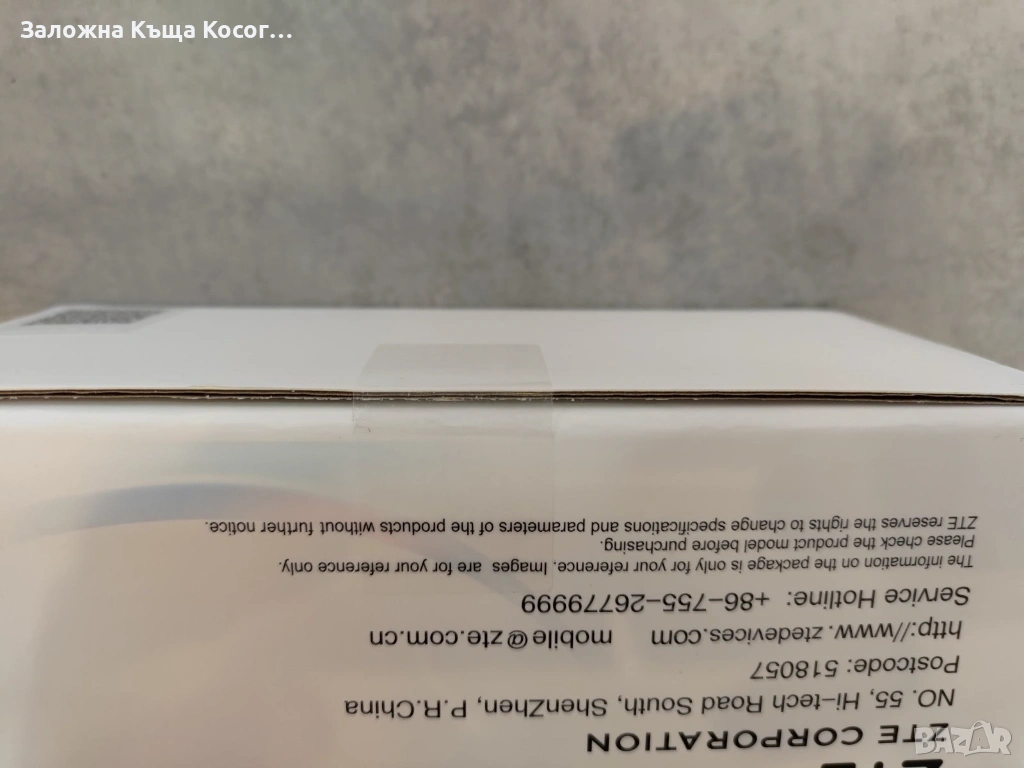 Заложна Къща Косог...
ZTE CORPORATION
NO. 55, Hi-tech Road South, ShenZhen, P.R.China
Postcode: 518057
http://www.ztedevices.com mobile@zte.com.cn
Service Hotline: +86-755-26779999
The information on the package is only for your reference. Images are for your reference only.
Please check the product model before purchasing.
ZTE reserves the rights to change specifications and parameters of the products without further notice.
BAZAR